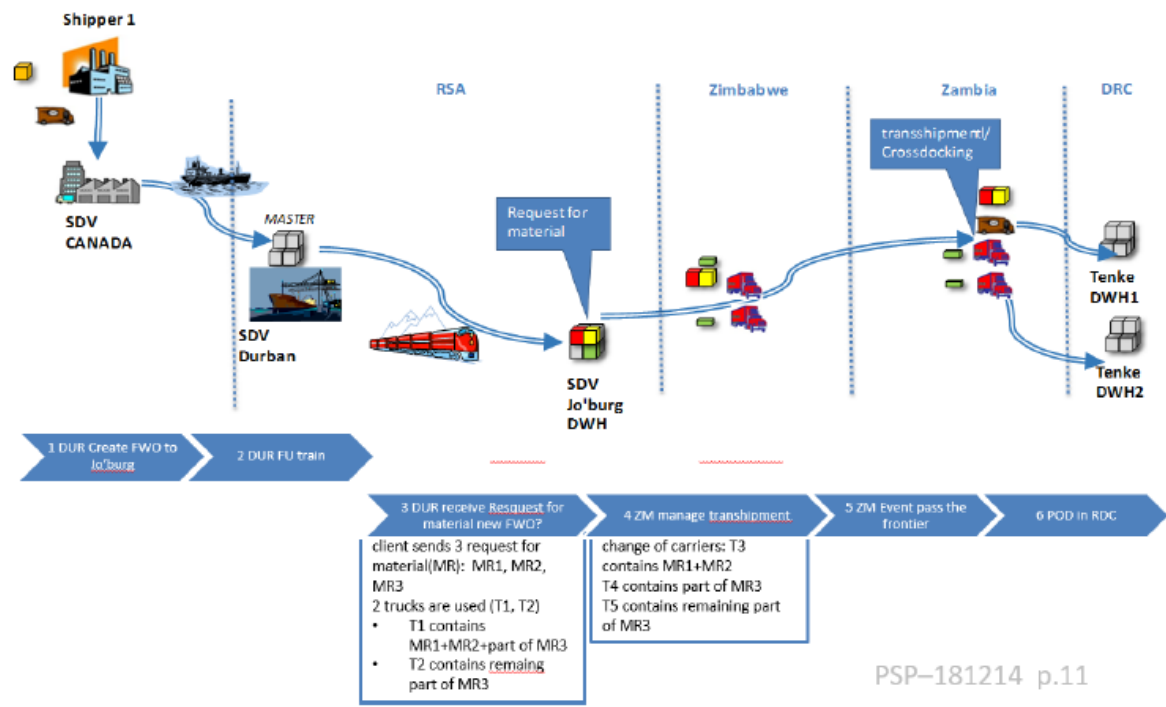 Shipper 1
RSA
Zimbabwe
Zambia
DRC
transshipment/
Crossdocking
SDV
CANADA
MASTER
Request for
material
SDV
Durban
SDV
Jo'burg
DWH
Tenke
DWH1
Tenke
DWH2
1 DUR Create FWO to
Jo'burg
2 DUR FU train
3 DUR receive Resquest for
material new FWO?
4 ZM manage transhipment
5 ZM Event pass the
frontier
6 POD in RDC
client sends 3 request for
material(MR): MR1, MR2,
MR3
2 trucks are used (T1, T2)
• T1 contains
MR1+MR2+part of MR3
• T2 contains remaing
part of MR3
change of carriers: T3
contains MR1+MR2
T4 contains part of MR3
T5 contains remaining part
of MR3
PSP–181214 p.11